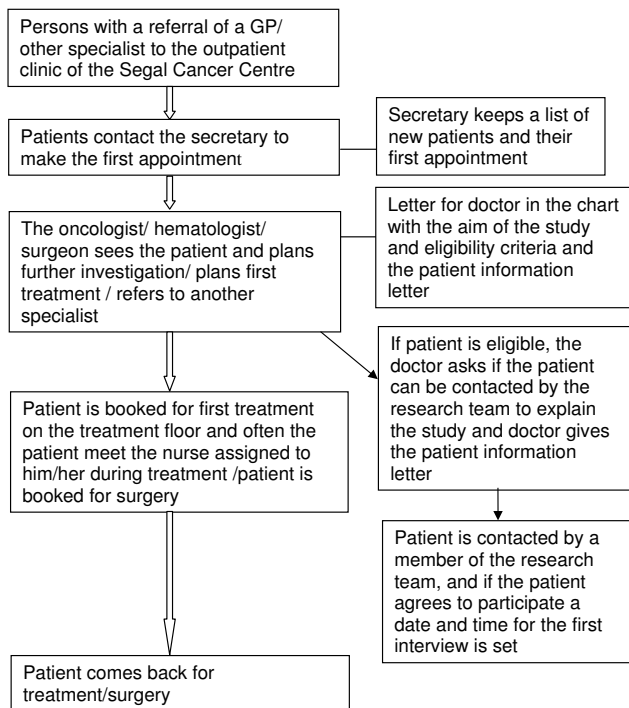 Persons with a referral of a GP/
other specialist to the outpatient
clinic of the Segal Cancer Centre
Patients contact the secretary to
make the first appointment
Secretary keeps a list of
new patients and their
first appointment
The oncologist/ hematologist/
surgeon sees the patient and plans
further investigation/ plans first
treatment / refers to another
specialist
Letter for doctor in the chart
with the aim of the study
and eligibility criteria and
the patient information
letter
If patient is eligible, the
doctor asks if the patient
can be contacted by the
research team to explain
the study and doctor gives
the patient information
letter
Patient is booked for first treatment
on the treatment floor and often the
patient meet the nurse assigned to
him/her during treatment /patient is
booked for surgery
Patient is contacted by a
member of the research
team, and if the patient
agrees to participate a
date and time for the first
interview is set
Patient comes back for
treatment/surgery